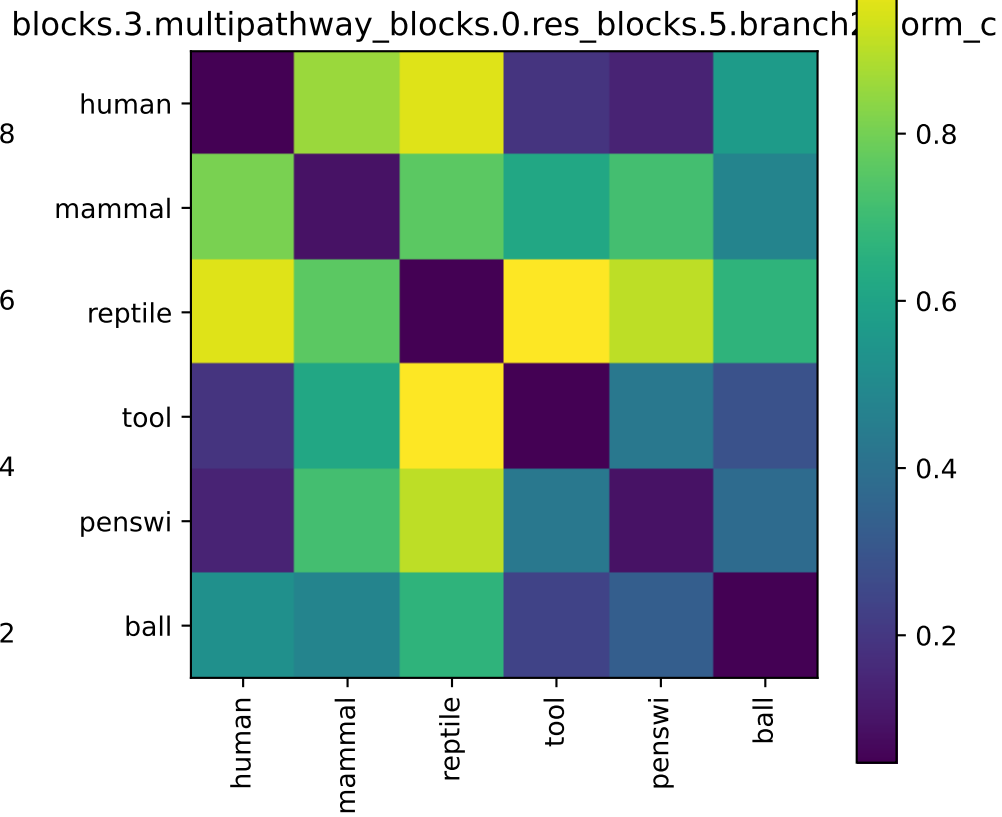 blocks.3.multipathway_blocks.0.res_blocks.5.branch2 orm_c
human
mammal
reptile
tool
penswi
ball
human
mammal
reptile
tool
penswi
ball
8
6
4
2
0.8
0.6
0.4
0.2